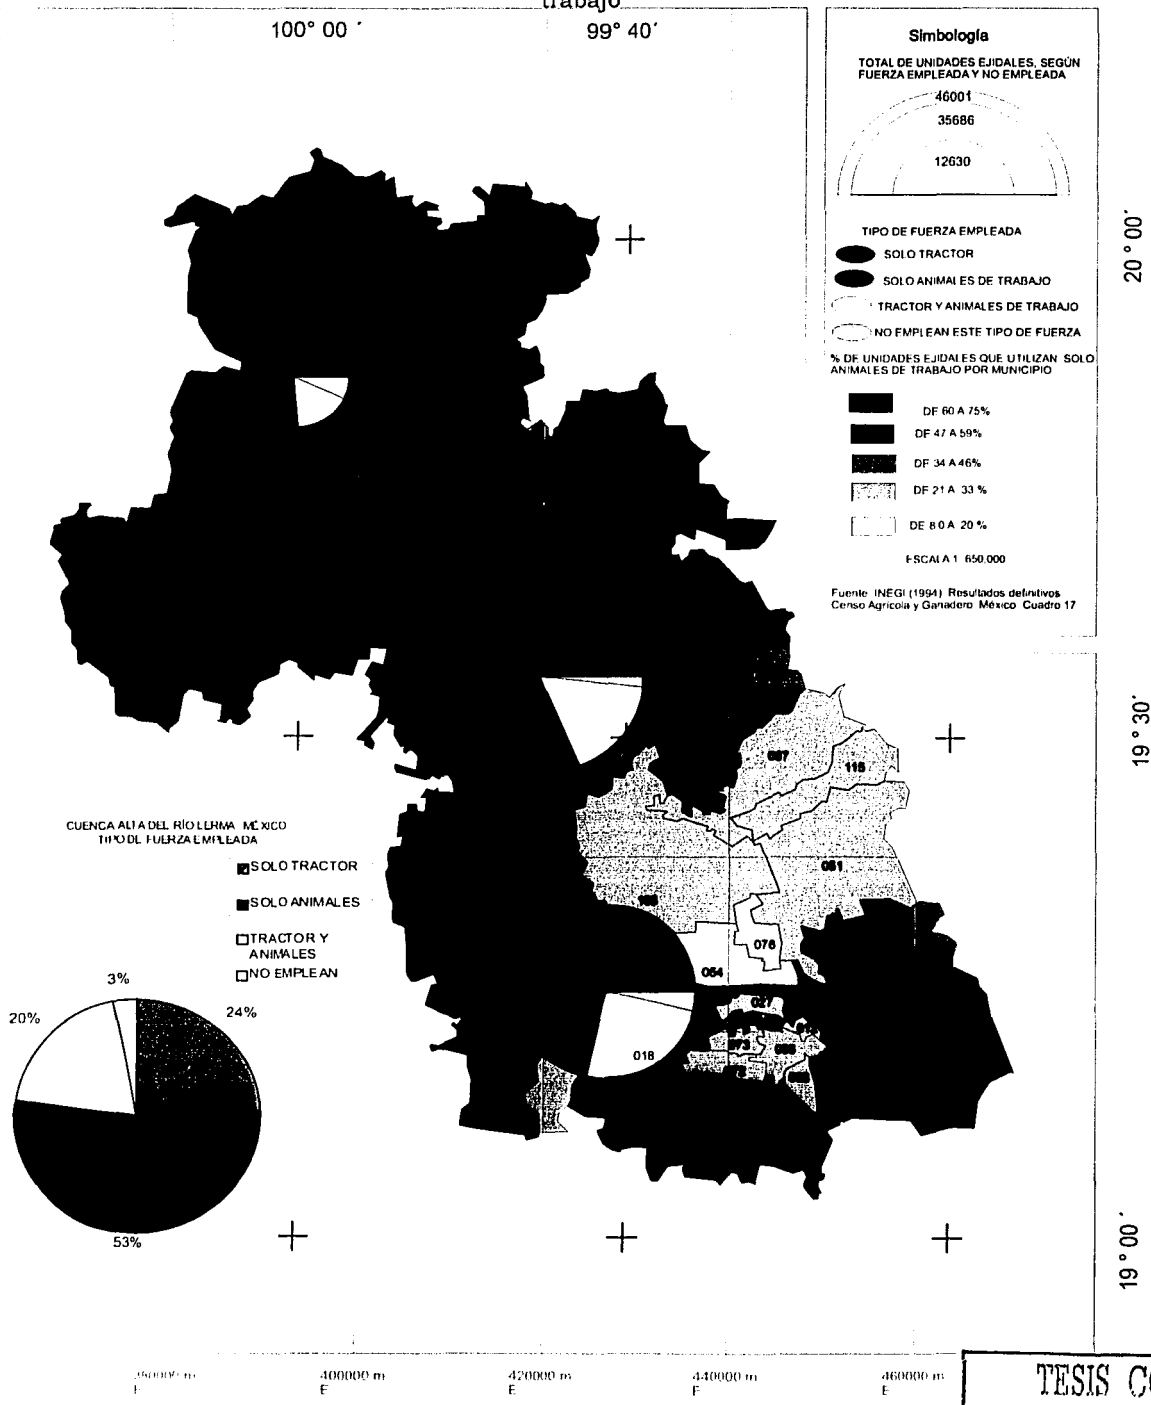 trabajo
100° 00 ´
99° 40´
Simbología
TOTAL DE UNIDADES EJIDALES, SEGÚN
FUERZA EMPLEADA Y NO EMPLEADA
46001
35686
12630
TIPO DE FUERZA EMPLEADA
SOLO TRACTOR
SOLO ANIMALES DE TRABAJO
TRACTOR Y ANIMALES DE TRABAJO
NO EMPLEAN ESTE TIPO DE FUERZA
% DE UNIDADES EJIDALES QUE UTILIZAN SOLO
ANIMALES DE TRABAJO POR MUNICIPIO
DE 60 A 75%
DE 47 A 59%
DE 34 A 46%
DE 21 A 33 %
DE 8 0 A 20 %
ESCALA 1 650,000
Fuente INEGI (1994) Resultados definitivos
Censo Agrícola y Ganadero México Cuadro 17
20 ° 00´
19 ° 30´
19 ° 00´
115
051
076
054
027
073
018
CUENCA ALTA DEL RÍO LERMA MÉXICO
TIPO DE FUERZA EMPLEADA
SOLO TRACTOR
SOLO ANIMALES
TRACTOR Y
ANIMALES
NO EMPLEAN
3%
20%
24%
53%
400000 m
E
420000 m
E
440000 m
E
460000 m
E
TESIS